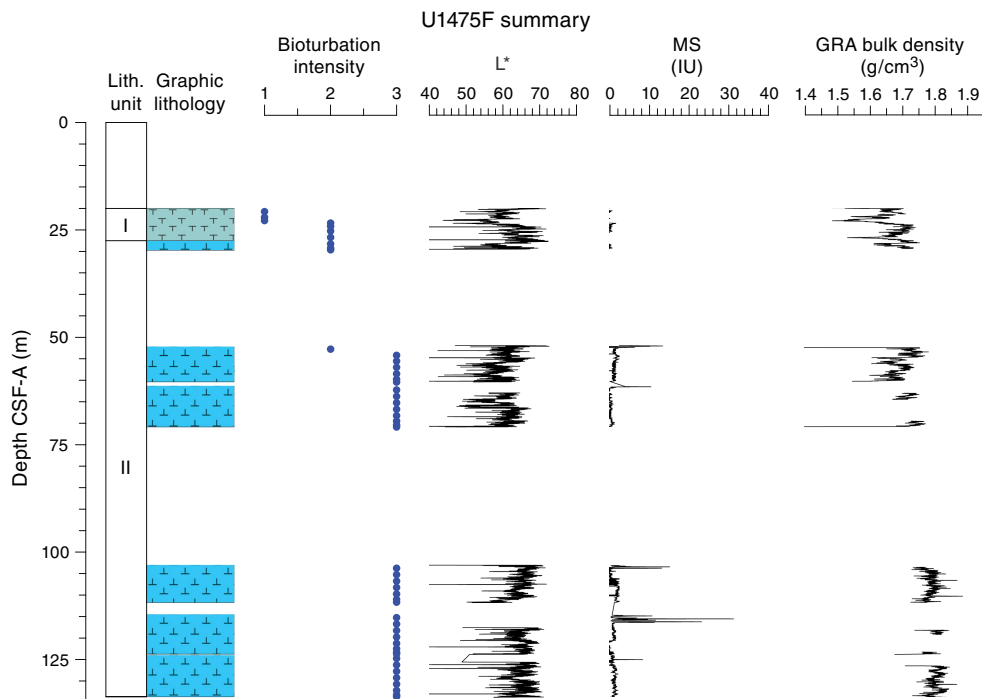 U1475F summary
Bioturbation
intensity
L*
MS
(IU)
GRA bulk density
(g/cm³)
Lith.
unit
Graphic
lithology
1 2 3
40 50 60 70 80
0 10 20 30 40
1.4 1.5 1.6 1.7 1.8 1.9
0
25
50
75
100
125
Depth CSF-A (m)
I
II